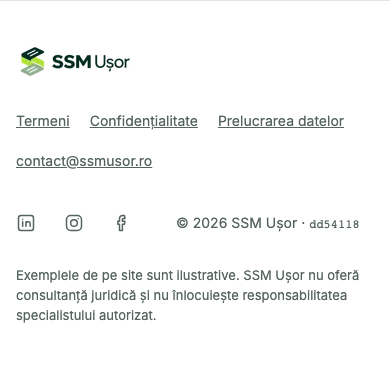 SSM Ușor
Termeni Confidențialitate Prelucrarea datelor
contact@ssmusor.ro
© 2026 SSM Ușor · dd54118
Exemplele de pe site sunt ilustrative. SSM Ușor nu oferă
consultanță juridică și nu înlocuiește responsabilitatea
specialistului autorizat.